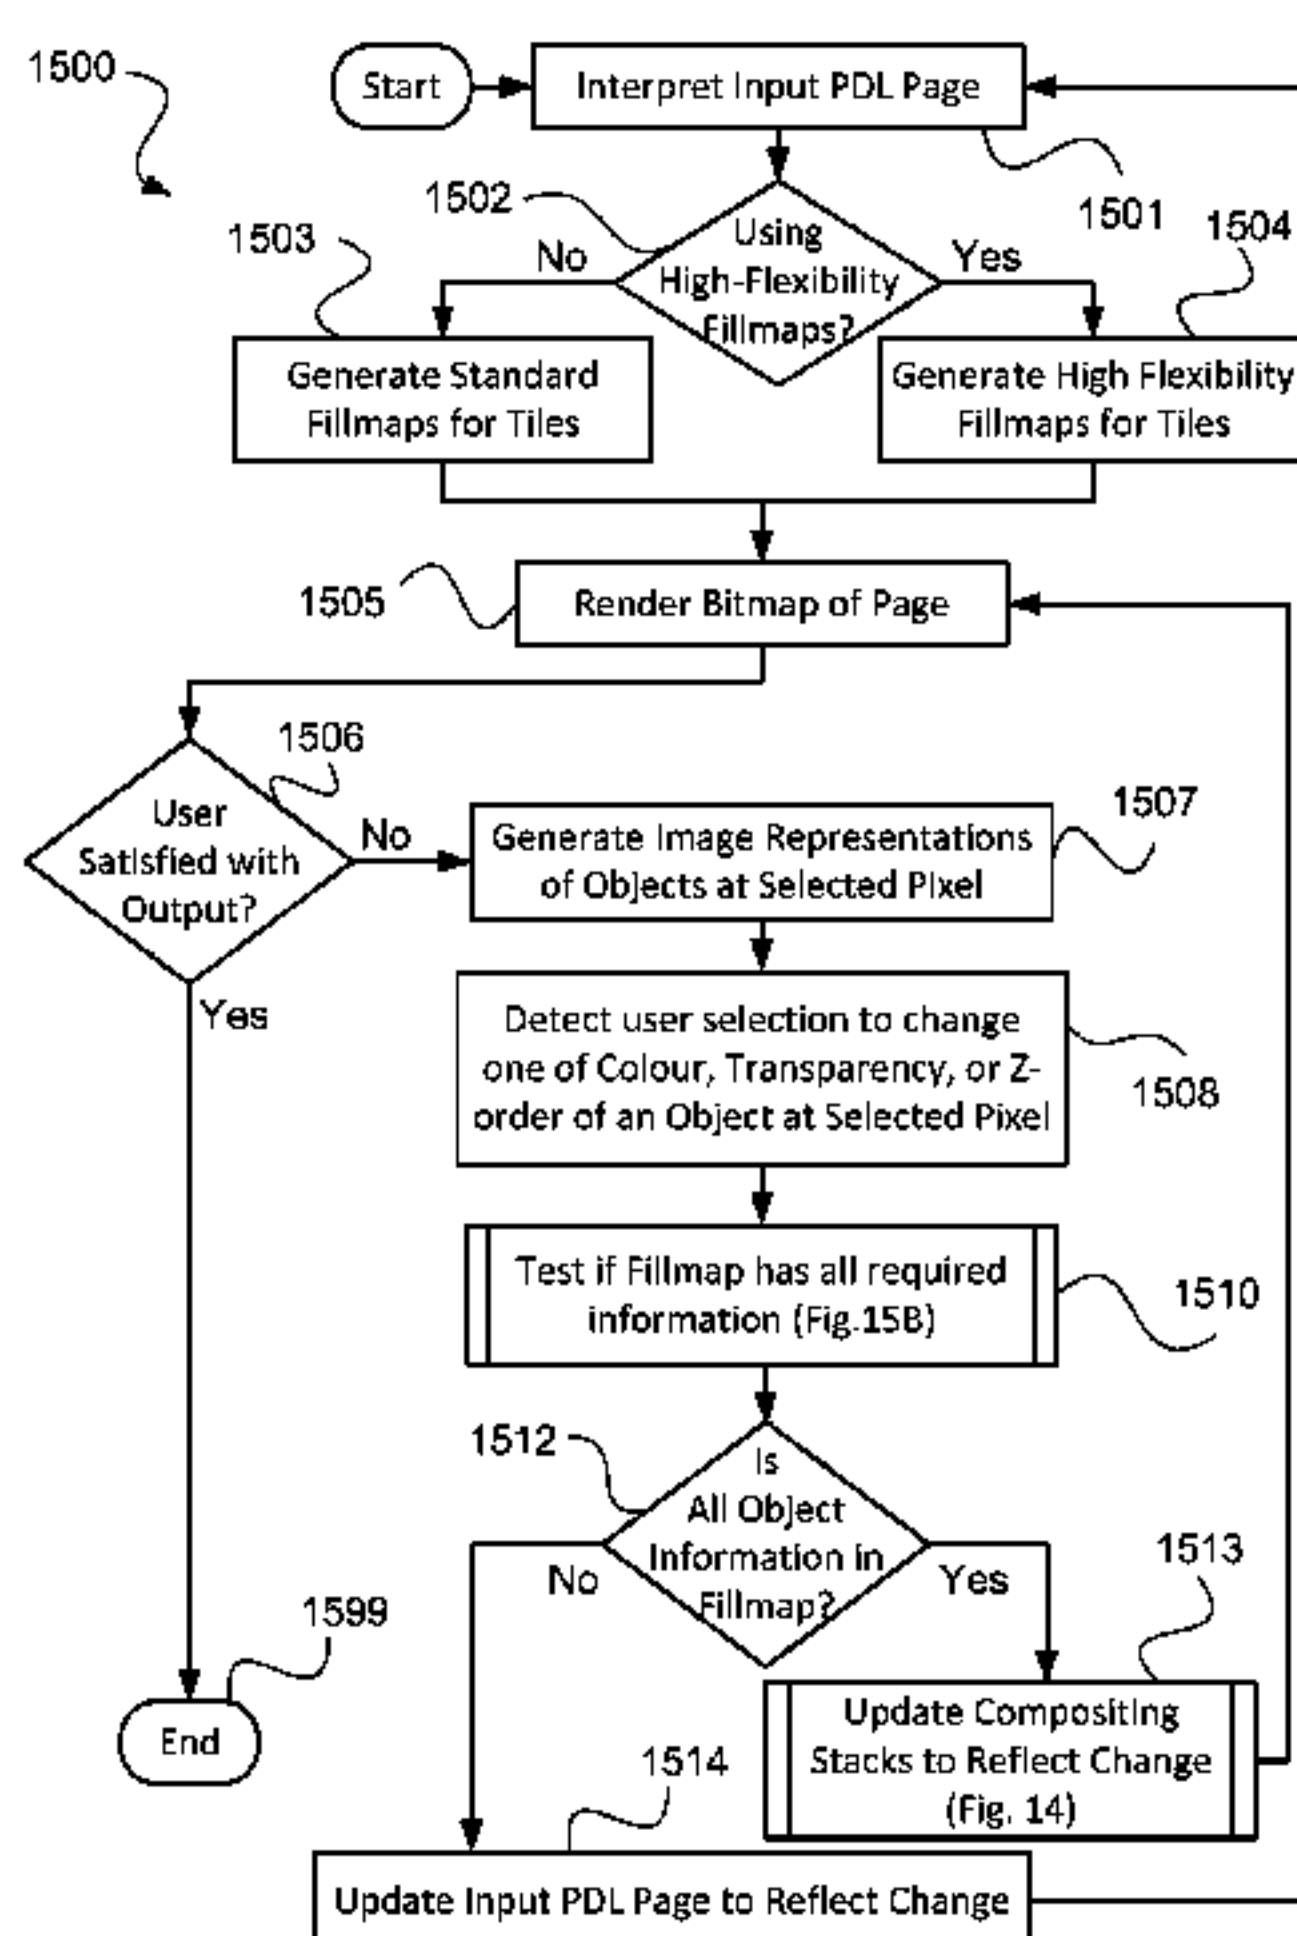 1500
Start
Interpret Input PDL Page
1501
1502
Using
High-Flexibility
Fillmaps?
No
Yes
1503
1504
Generate Standard
Fillmaps for Tiles
Generate High Flexibility
Fillmaps for Tiles
1505
Render Bitmap of Page
1506
User
Satisfied with
Output?
No
Yes
1507
Generate Image Representations
of Objects at Selected Pixel
Detect user selection to change
one of Colour, Transparency, or Z-
order of an Object at Selected Pixel
1508
Test if Fillmap has all required
information (Fig.15B)
1510
1512
Is
All Object
Information in
Fillmap?
No
Yes
1513
1599
End
Update Compositing
Stacks to Reflect Change
(Fig. 14)
1514
Update Input PDL Page to Reflect Change